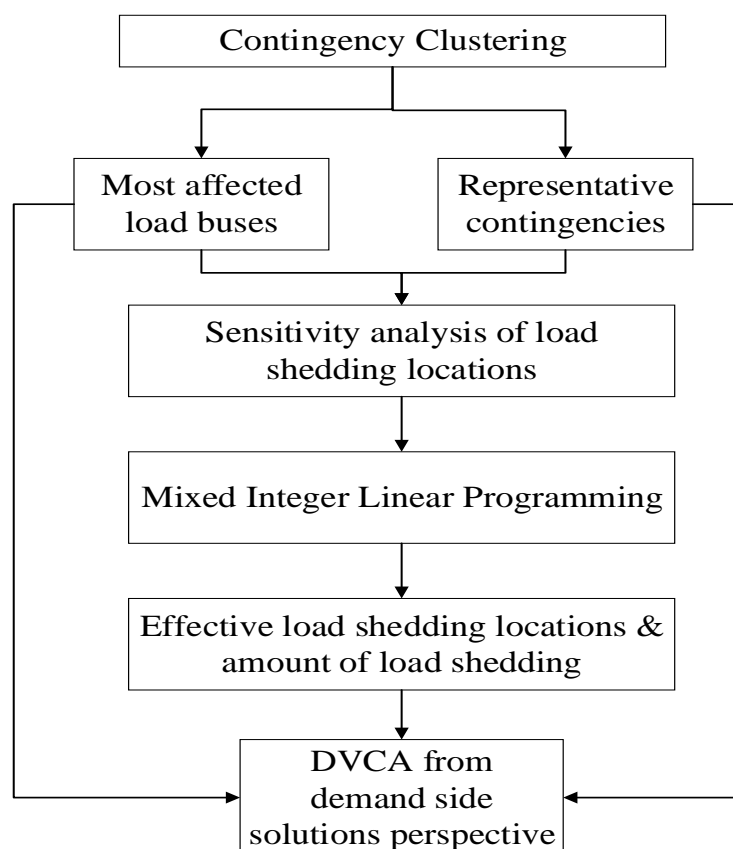 Contingency Clustering
Most affected
load buses
Representative
contingencies
Sensitivity analysis of load
shedding locations
Mixed Integer Linear Programming
Effective load shedding locations &
amount of load shedding
DVCA from
demand side
solutions perspective